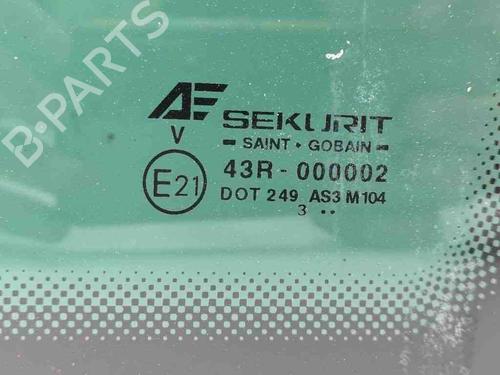 B-PARTS
AE SEKURIT
V
SAINT • GOBAIN
E21
43R - 000002
DOT 249 AS3 M104
3 ••